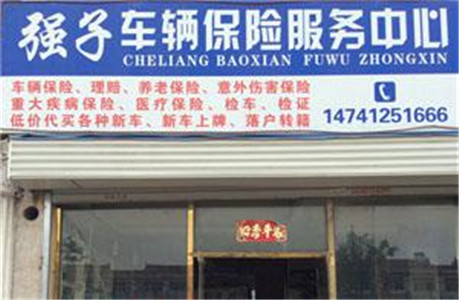 强子车辆保险服务中心
CHELIANG BAOXIAN FUWU ZHONGXIN
车辆保险、理赔、养老保险、意外伤害保险
重大疾病保险、医疗保险、检车、检证
低价代买各种新车、新车上牌、落户转籍
14741251666
四季平安